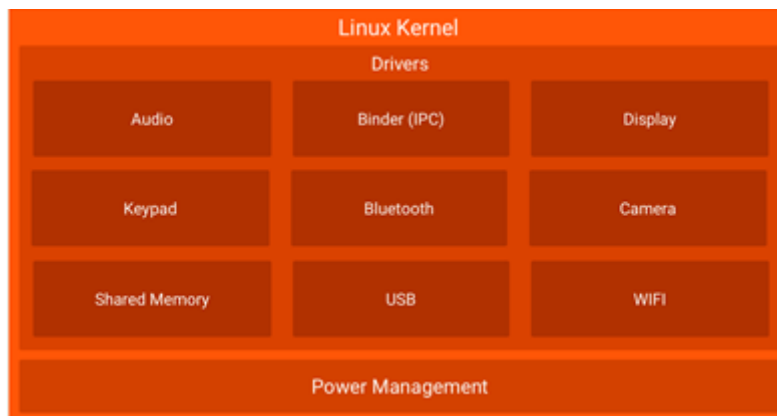 Linux Kernel
Drivers
Audio
Binder (IPC)
Display
Keypad
Bluetooth
Camera
Shared Memory
USB
WIFI
Power Management